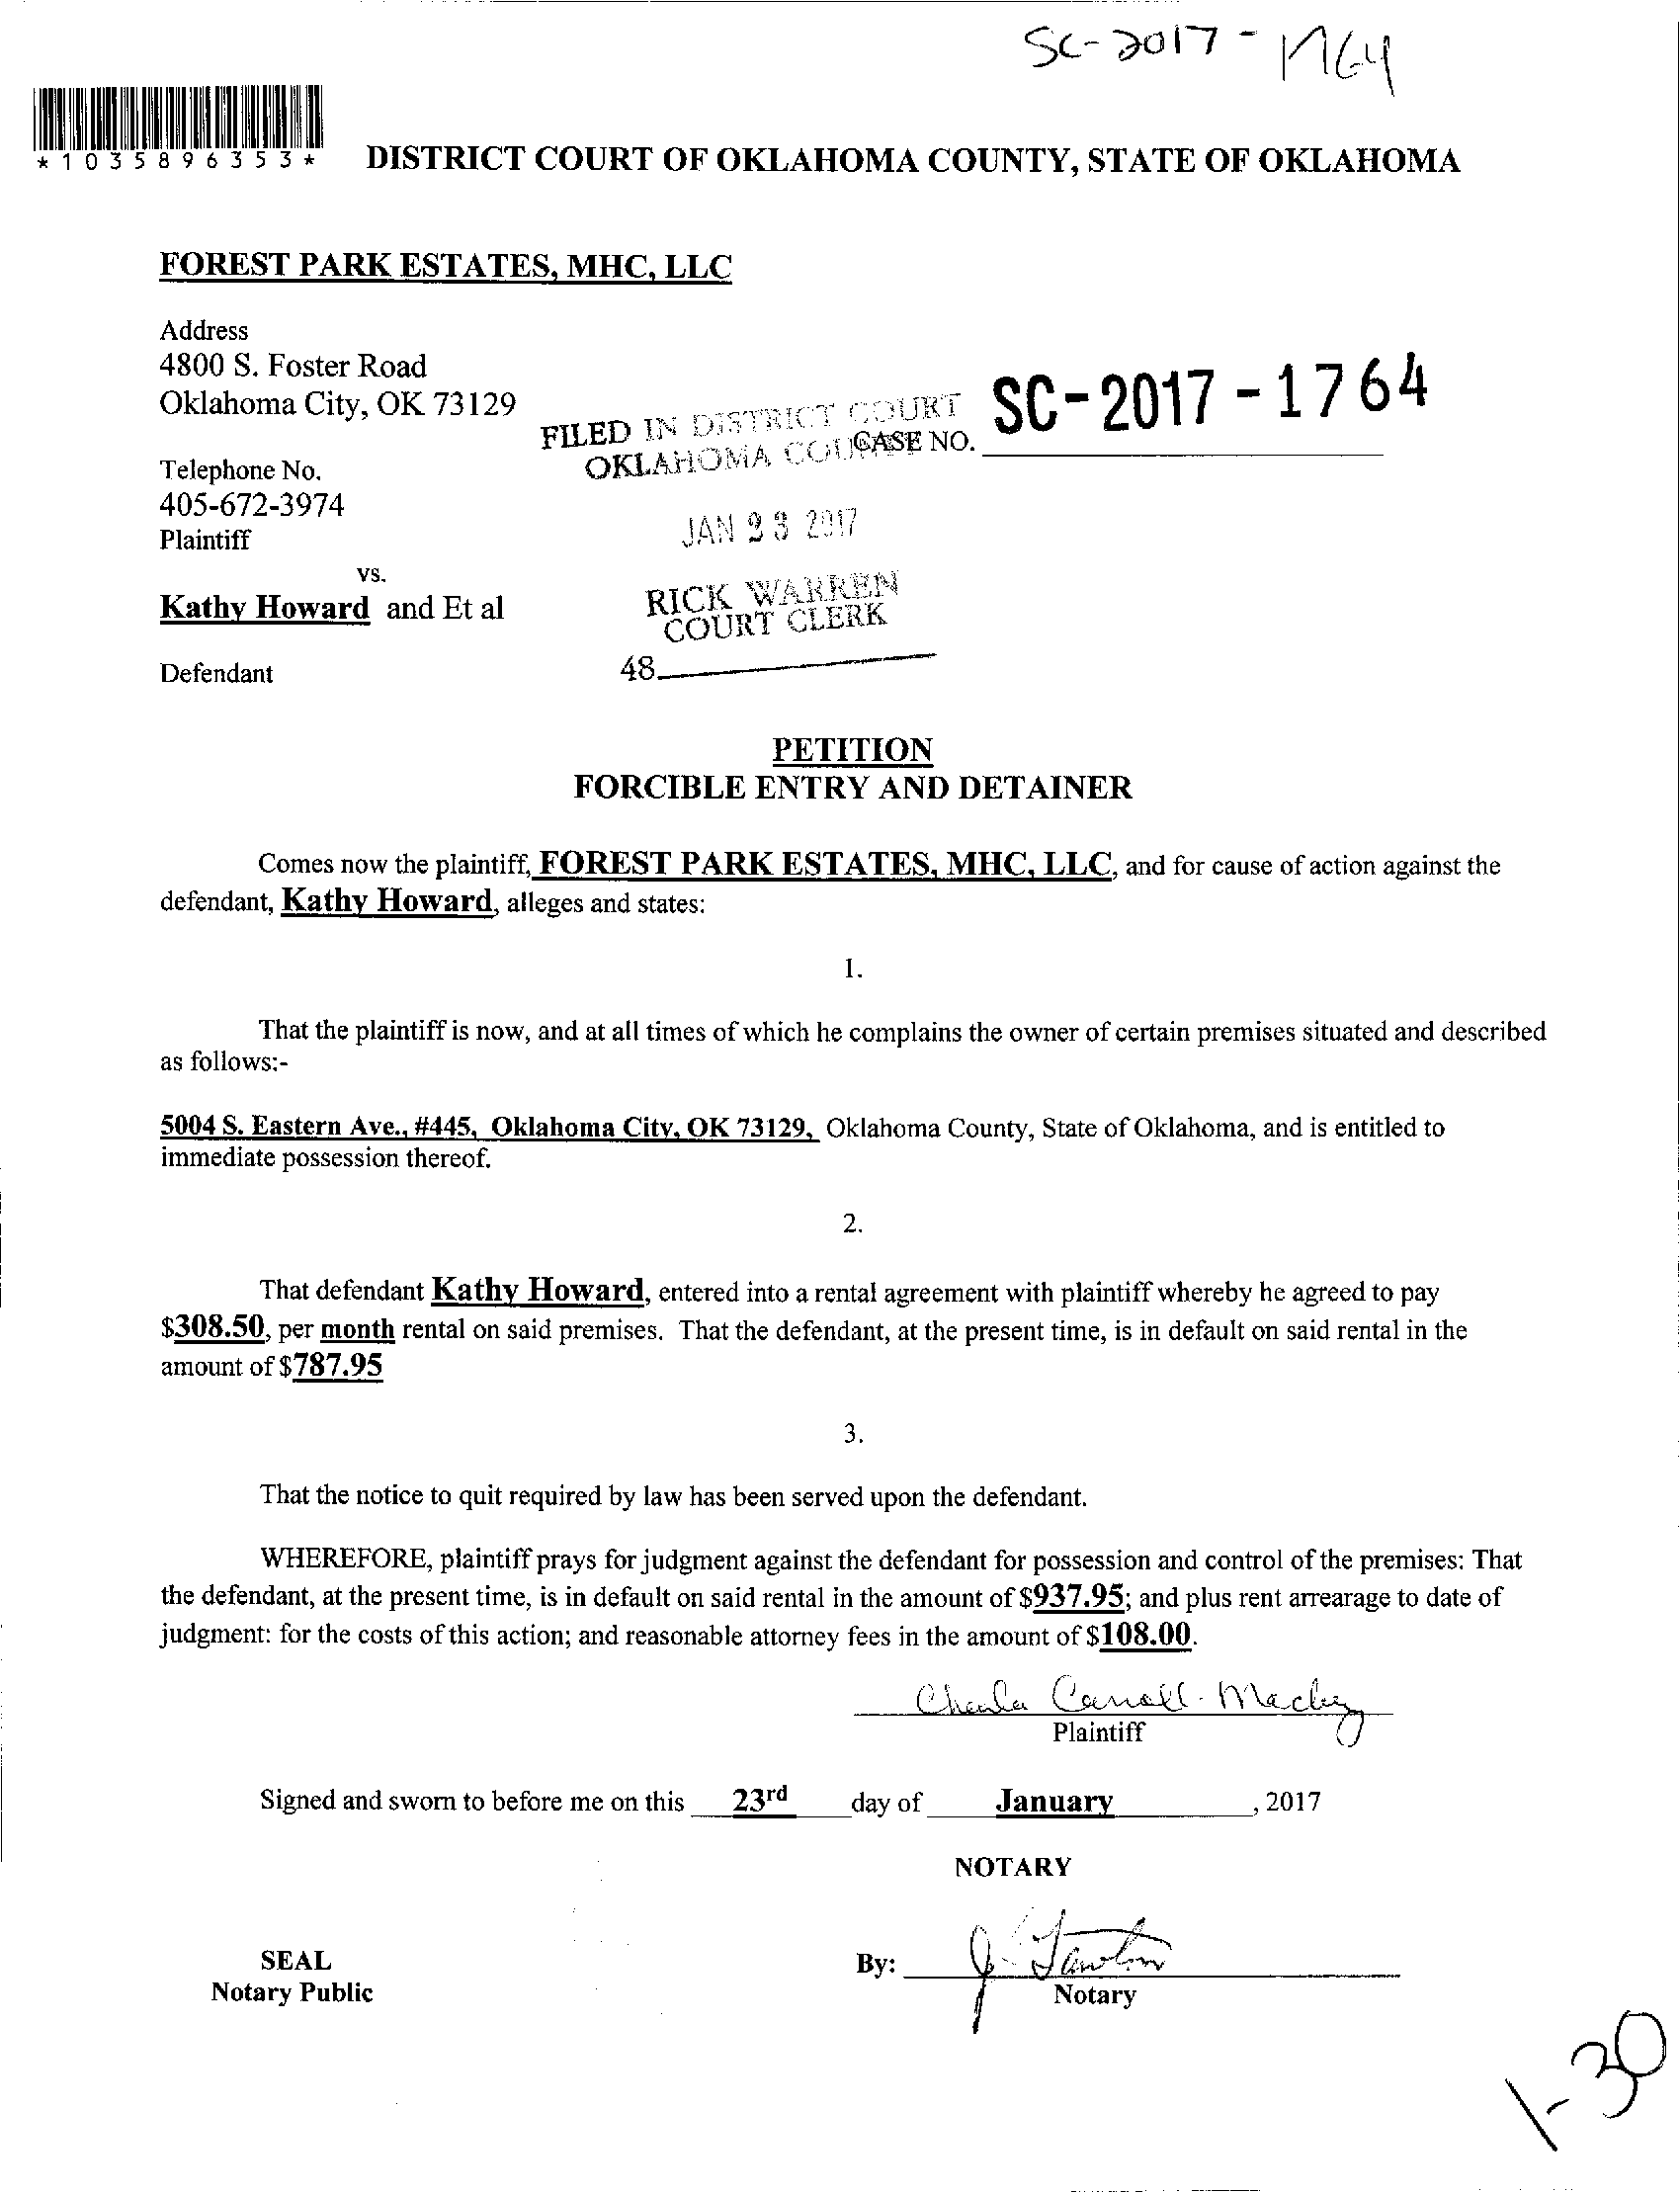 SC-2017-1764
*1035896353*
DISTRICT COURT OF OKLAHOMA COUNTY, STATE OF OKLAHOMA
FOREST PARK ESTATES, MHC, LLC
Address
4800 S. Foster Road
Oklahoma City, OK 73129
FILED IN DISTRICT COURT
OKLAHOMA COUNTY
CASE NO. SC-2017-1764
Telephone No.
405-672-3974
Plaintiff
JAN 23 2017
vs.
Kathy Howard and Et al
RICK WARREN
COURT CLERK
Defendant
48
PETITION
FORCIBLE ENTRY AND DETAINER
Comes now the plaintiff, FOREST PARK ESTATES, MHC, LLC, and for cause of action against the
defendant, Kathy Howard, alleges and states:
1.
That the plaintiff is now, and at all times of which he complains the owner of certain premises situated and described
as follows:-
5004 S. Eastern Ave., #445, Oklahoma City, OK 73129, Oklahoma County, State of Oklahoma, and is entitled to
immediate possession thereof.
2.
That defendant Kathy Howard, entered into a rental agreement with plaintiff whereby he agreed to pay
$308.50, per month rental on said premises. That the defendant, at the present time, is in default on said rental in the
amount of $787.95
3.
That the notice to quit required by law has been served upon the defendant.
WHEREFORE, plaintiff prays for judgment against the defendant for possession and control of the premises: That
the defendant, at the present time, is in default on said rental in the amount of $937.95; and plus rent arrearage to date of
judgment: for the costs of this action; and reasonable attorney fees in the amount of $108.00.
Carroll-
Plaintiff
Signed and sworn to before me on this 23rd day of January, 2017
NOTARY
SEAL
Notary Public
By: J. Lawton
Notary
1-30